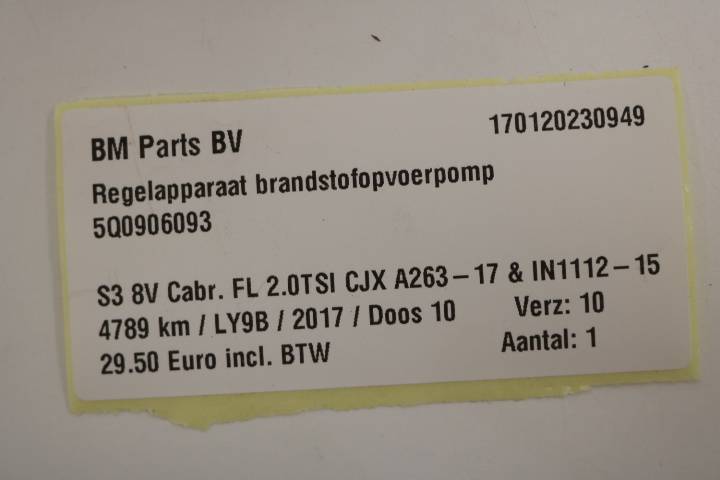 BM Parts BV 170120230949
Regelapparaat brandstofopvoerpomp
5Q0906093
S3 8V Cabr. FL 2.0TSI CJX A263-17 & IN1112-15
4789 km / LY9B / 2017 / Doos 10 Verz: 10
29.50 Euro incl. BTW Aantal: 1